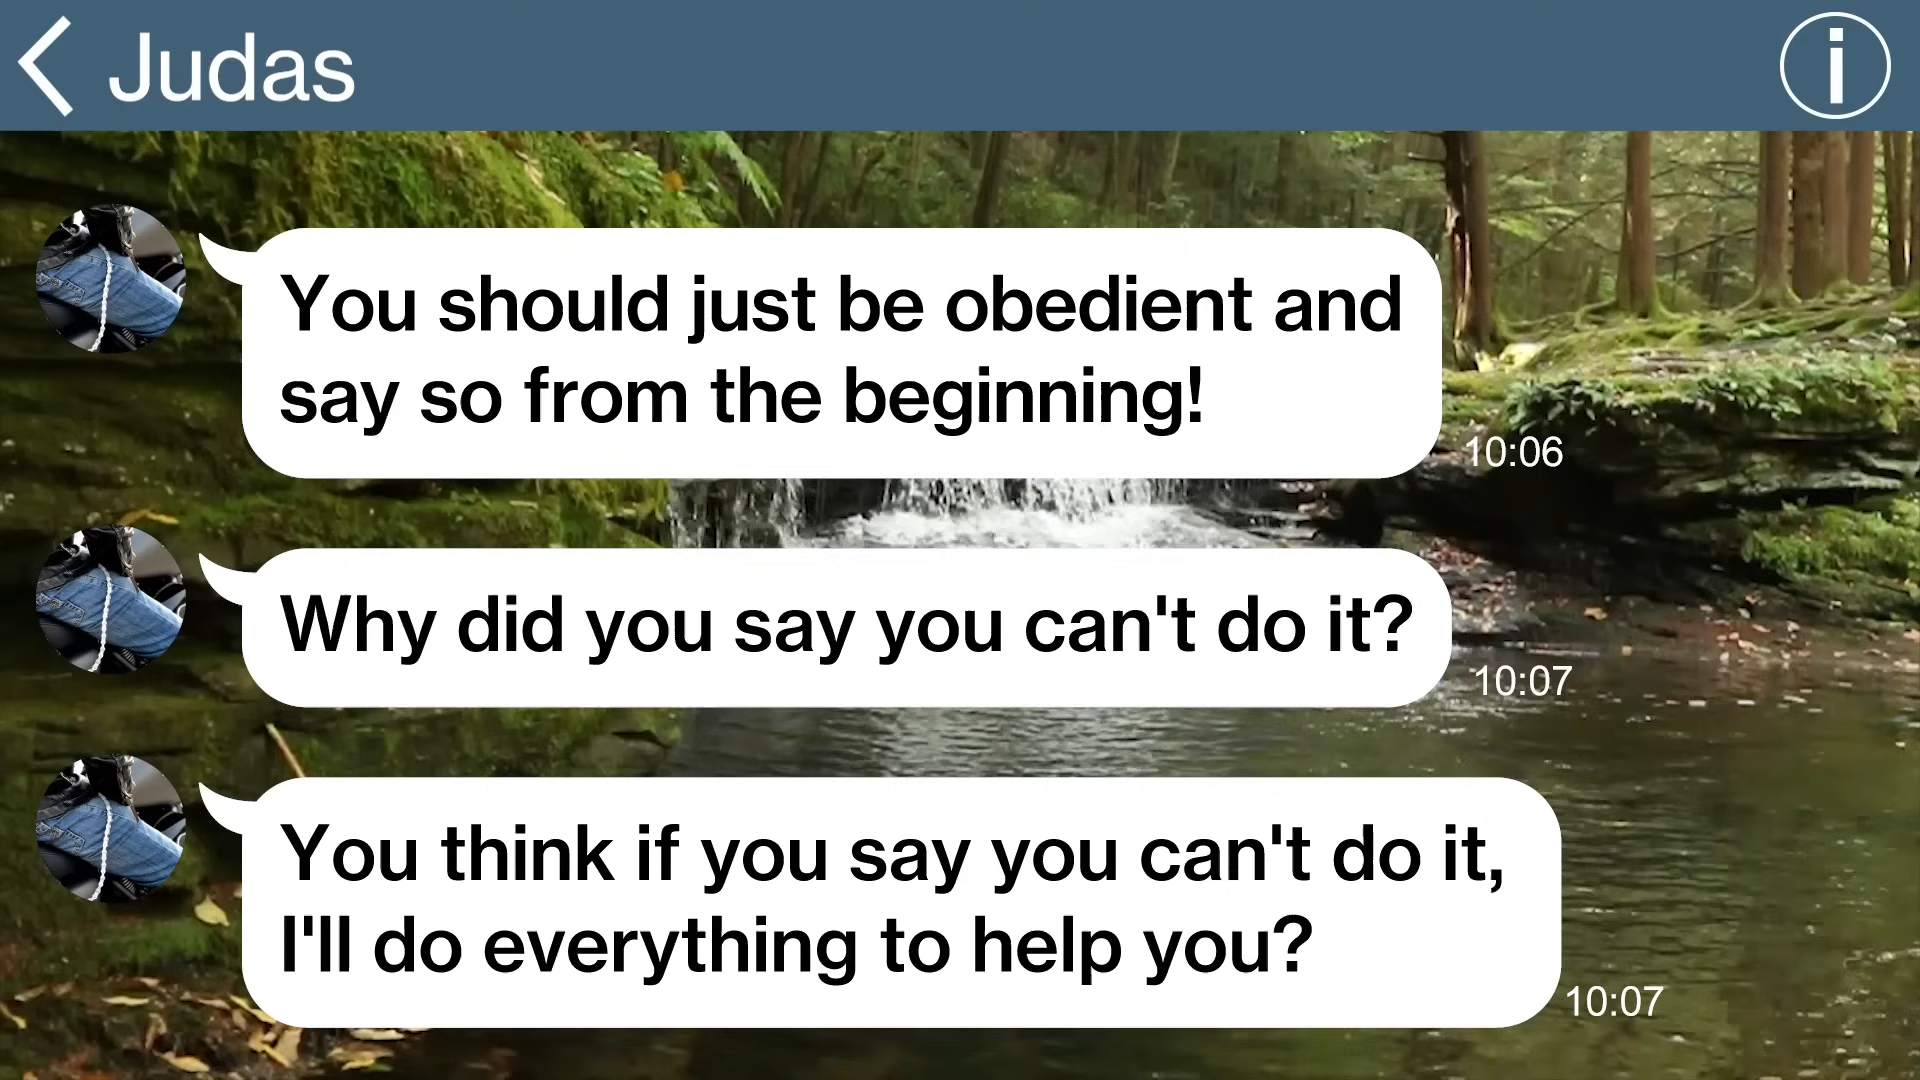 Judas
You should just be obedient and
say so from the beginning!
10:06
Why did you say you can't do it?
10:07
You think if you say you can't do it,
I'll do everything to help you?
10:07